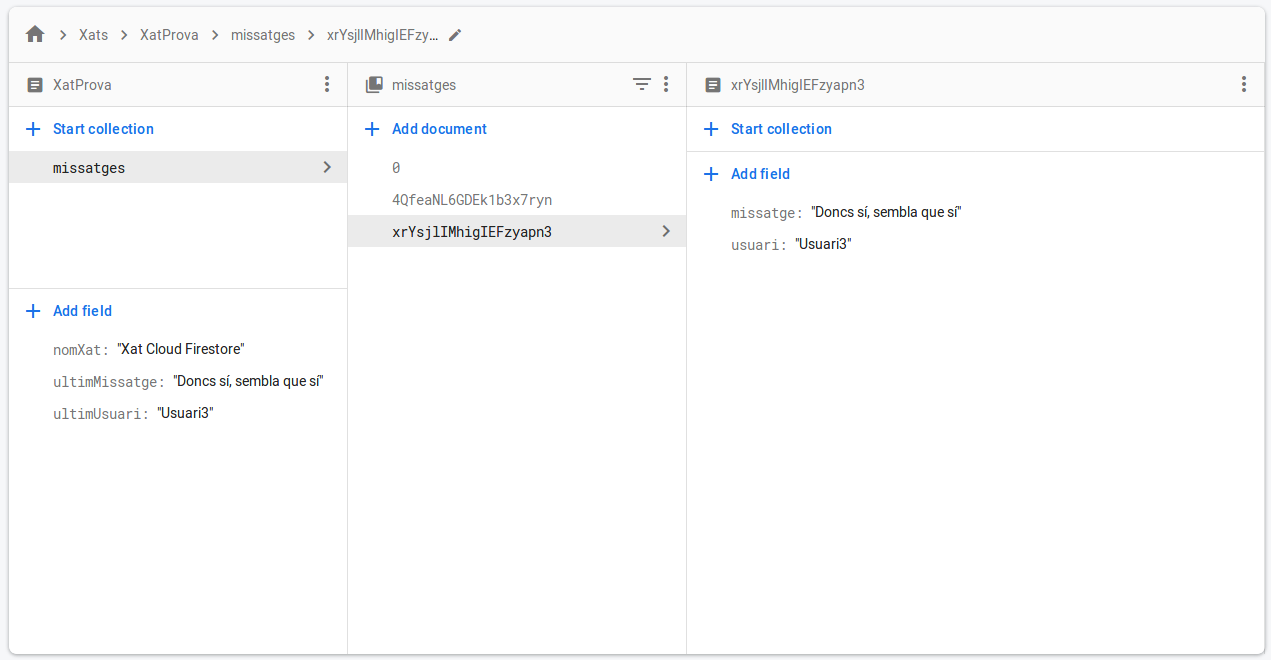 Xats XatProva missatges xrYsjlIMhigIEFzy…
XatProva
Start collection
missatges
Add field
nomXat: "Xat Cloud Firestore"
ultimMissatge: "Doncs sí, sembla que sí"
ultimUsuari: "Usuari3"
missatges
Add document
0
4QfeaNL6GDEk1b3x7ryn
xrYsjlIMhigIEFzyapn3
xrYsjlIMhigIEFzyapn3
Start collection
Add field
missatge: "Doncs sí, sembla que sí"
usuari: "Usuari3"